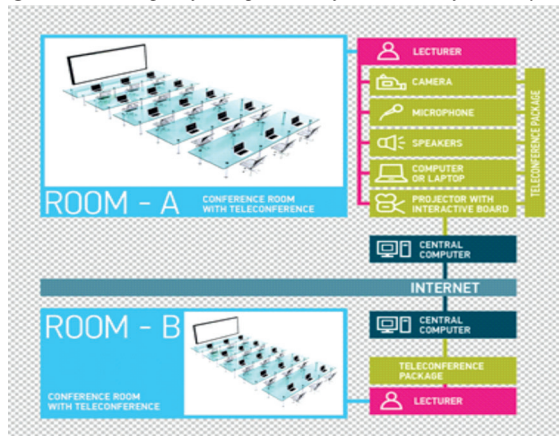 LECTURER
CAMERA
MICROPHONE
SPEAKERS
COMPUTER
OR LAPTOP
PROJECTOR WITH
INTERACTIVE BOARD
TELECONFERENCE PACKAGE
ROOM - A
CONFERENCE ROOM
WITH TELECONFERENCE
CENTRAL
COMPUTER
INTERNET
ROOM - B
CONFERENCE ROOM
WITH TELECONFERENCE
CENTRAL
COMPUTER
TELECONFERENCE
PACKAGE
LECTURER